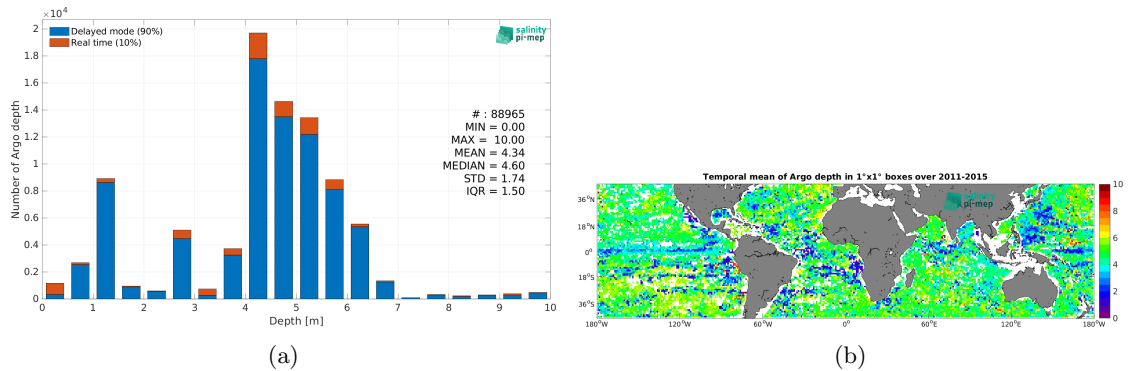 ×10⁴
Delayed mode (90%)
Real time (10%)
salinity
pi-mep
# : 88965
MIN = 0.00
MAX = 10.00
MEAN = 4.34
MEDIAN = 4.60
STD = 1.74
IQR = 1.50
Number of Argo depth
2
1.8
1.6
1.4
1.2
1
0.8
0.6
0.4
0.2
0
0 1 2 3 4 5 6 7 8 9 10
Depth [m]
(a)
Temporal mean of Argo depth in 1°x1° boxes over 2011-2015
pi-mep
36°N
18°N
0°
18°S
36°S
180°W 120°W 60°W 0° 60°E 120°E 180°W
10
8
6
4
2
0
(b)